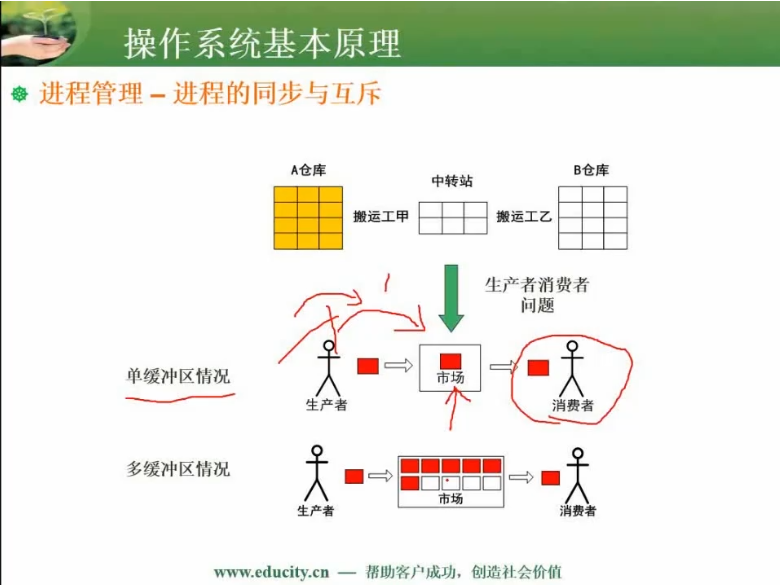 操作系统基本原理
进程管理 – 进程的同步与互斥
A仓库
中转站
B仓库
搬运工甲
搬运工乙
生产者消费者
问题
单缓冲区情况
市场
生产者
消费者
多缓冲区情况
市场
生产者
消费者
www.educity.cn — 帮助客户成功，创造社会价值